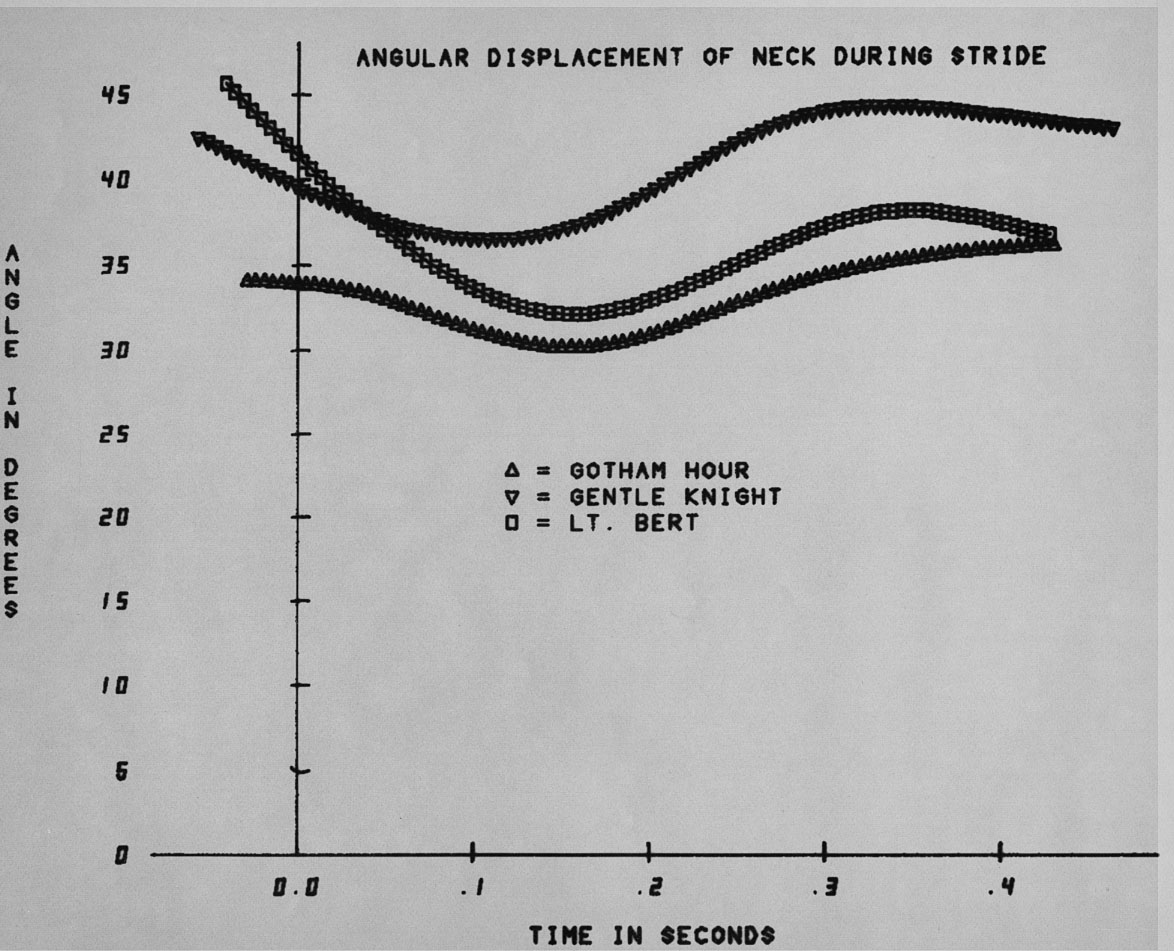 ANGULAR DISPLACEMENT OF NECK DURING STRIDE
45
40
35
30
25
20
15
10
5
0
ANGLE IN DEGREES
△ = GOTHAM HOUR
▽ = GENTLE KNIGHT
□ = LT. BERT
0.0 .1 .2 .3 .4
TIME IN SECONDS